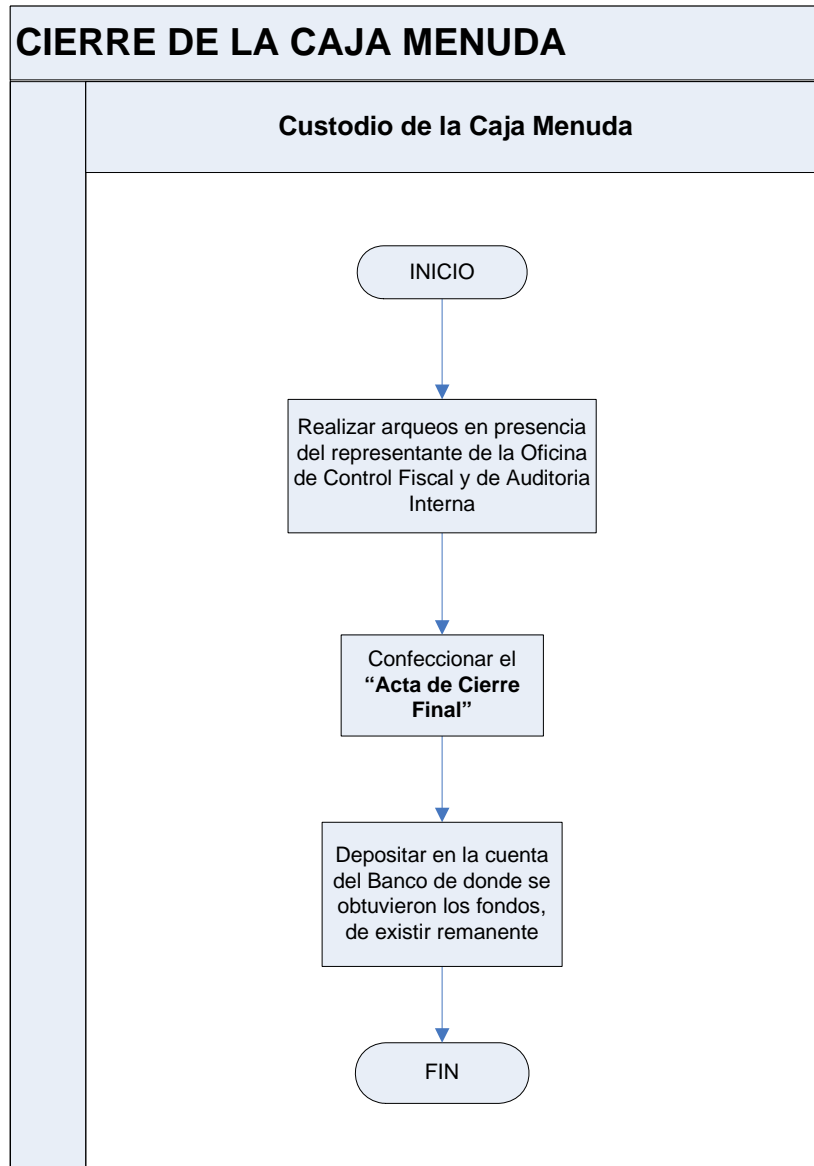 CIERRE DE LA CAJA MENUDA
Custodio de la Caja Menuda
INICIO
Realizar arqueos en presencia
del representante de la Oficina
de Control Fiscal y de Auditoria
Interna
Confeccionar el
“Acta de Cierre
Final”
Depositar en la cuenta
del Banco de donde se
obtuvieron los fondos,
de existir remanente
FIN